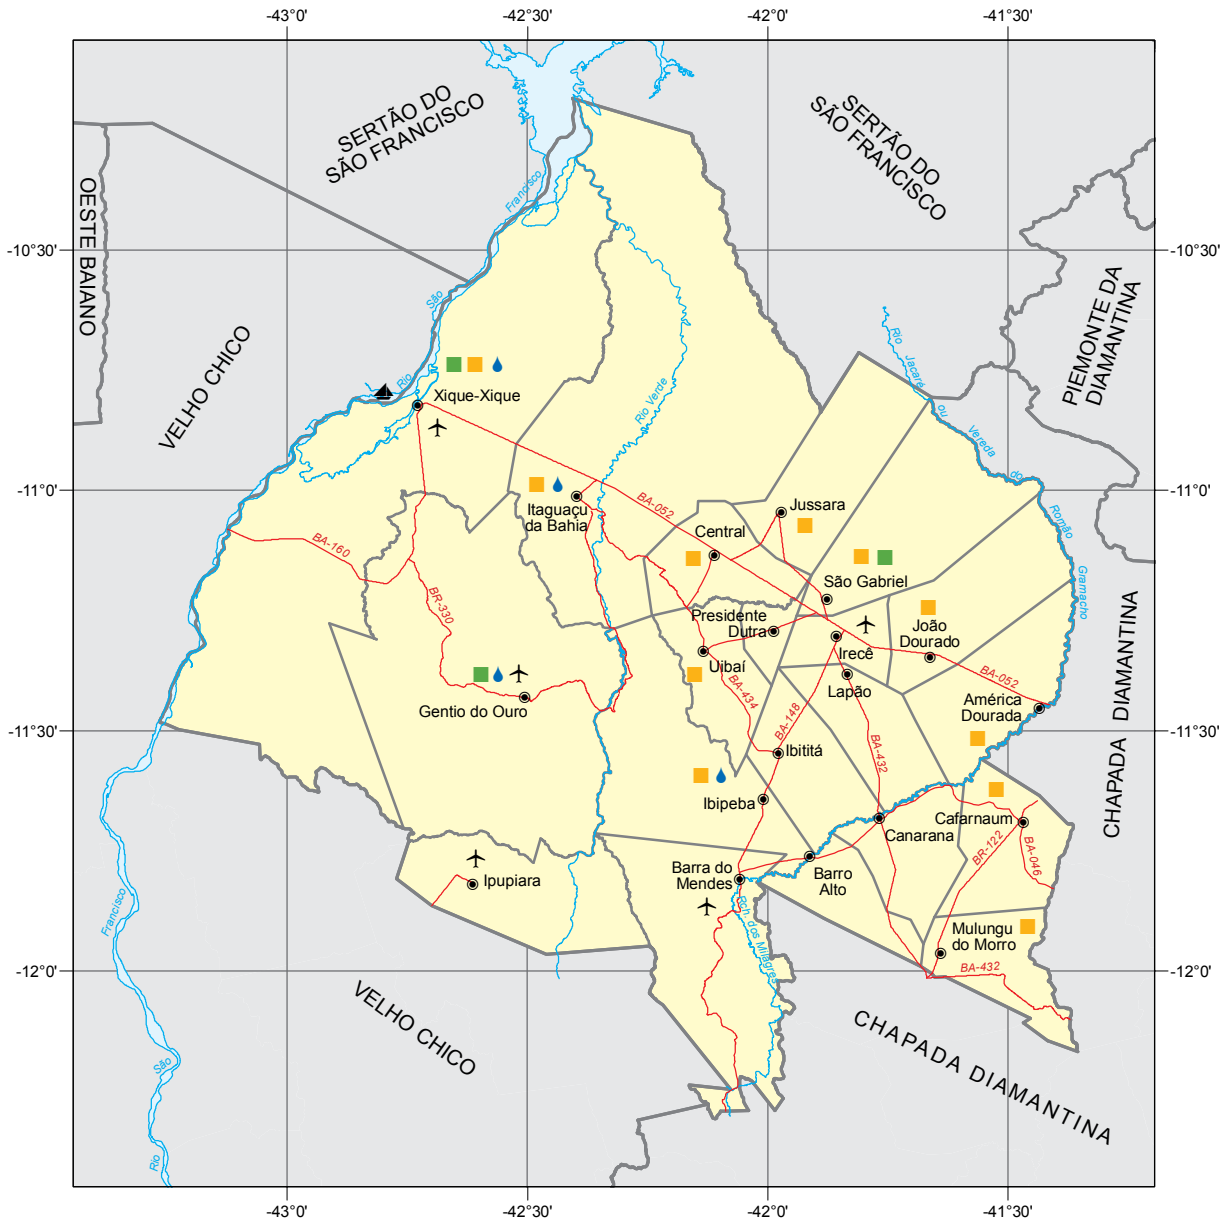 -43°0'
-42°30'
-42°0'
-41°30'
SERTÃO DO
SÃO FRANCISCO
SERTÃO DO
SÃO FRANCISCO
OESTE BAIANO
Francisco
-10°30'
-10°30'
PIEMONTE DA
DIAMANTINA
São
Rio
VELHO CHICO
Rio Jacaré
ou
Vereda
do
Romão
Gramacho
Rio Verde
Xique-Xique
-11°0'
-11°0'
Itaguaçu
da Bahia
BA-052
Jussara
Central
BA-160
BR-330
São Gabriel
Presidente
Dutra
João
Dourado
Irecê
Uibaí
Lapão
BA-052
BA-434
América
Dourada
Gentio do Ouro
BA-148
CHAPADA DIAMANTINA
-11°30'
-11°30'
Ibititá
BA-432
Ibipeba
Cafarnaum
Canarana
BR-122
BA-046
Ipupiara
Barra do
Mendes
Barro
Alto
Rch. dos Milagres
Francisco
Mulungu
do Morro
BA-432
-12°0'
-12°0'
VELHO CHICO
CHAPADA DIAMANTINA
São
Rio
-43°0'
-42°30'
-42°0'
-41°30'